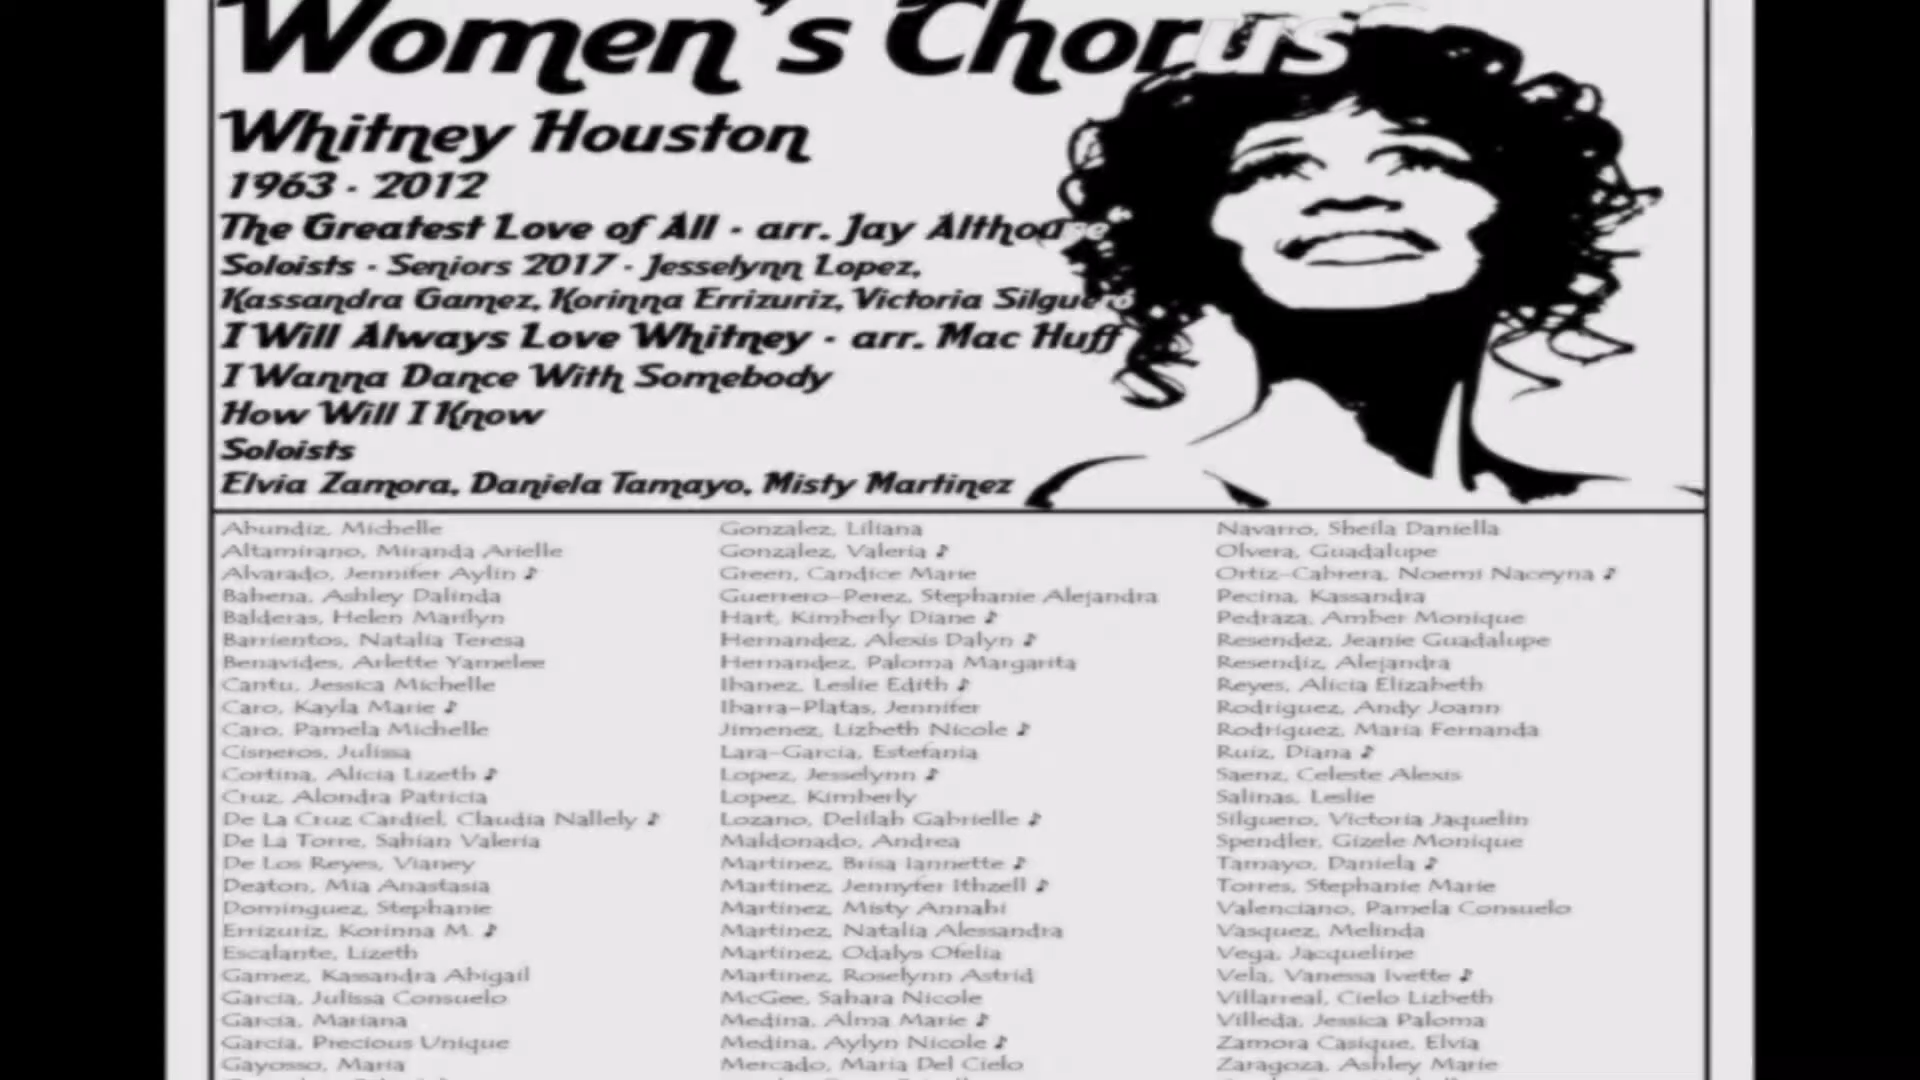 Women's Chorus
Whitney Houston
1963 - 2012
The Greatest Love of All - arr. Jay Althouse
Soloists - Seniors 2017 - Jesselynn Lopez,
Kassandra Gamez, Korinna Errizuriz, Victoria Silguero
I Will Always Love Whitney - arr. Mac Huff
I Wanna Dance With Somebody
How Will I Know
Soloists
Elvia Zamora, Daniela Tamayo, Misty Martinez
Abundiz, Michelle
Altamirano, Miranda Arielle
Alvarado, Jennifer Aylin ♪
Bahena, Ashley Dalinda
Balderas, Helen Marilyn
Barrientos, Natalia Teresa
Benavides, Arlette Yamelee
Cantu, Jessica Michelle
Caro, Kayla Marie ♪
Caro, Pamela Michelle
Cisneros, Julissa
Cortina, Alicia Lizeth ♪
Cruz, Alondra Patricia
De La Cruz Cardiel, Claudia Nallely ♪
De La Torre, Sabian Valeria
De Los Reyes, Vianey
Deaton, Mia Anastasia
Dominguez, Stephanie
Errizuriz, Korinna M. ♪
Escalante, Lizeth
Gamez, Kassandra Abigail
Garcia, Julissa Consuelo
Garcia, Mariana
Garcia, Precious Unique
Gayosso, Maria
Gonzalez, Liliana
Gonzalez, Valeria ♪
Green, Candice Marie
Guerrero-Perez, Stephanie Alejandra
Hart, Kimberly Diane ♪
Hernandez, Alexis Dalyn ♪
Hernandez, Paloma Margarita
Ibanez, Leslie Edith ♪
Ibarra-Platas, Jennifer
Jimenez, Lizbeth Nicole ♪
Lara-Garcia, Estefania
Lopez, Jesselynn ♪
Lopez, Kimberly
Lozano, Delilah Gabrielle ♪
Maldonado, Andrea
Martinez, Brisa Iannette ♪
Martinez, Jennyfer Ithzell ♪
Martinez, Misty Annahi
Martinez, Natalia Alessandra
Martinez, Odalys Ofelia
Martinez, Roselynn Astrid
McGee, Sahara Nicole
Medina, Alma Marie ♪
Medina, Aylyn Nicole ♪
Mercado, Maria Del Cielo
Navarro, Sheila Daniella
Olvera, Guadalupe
Ortiz-Cabrera, Noemi Naceyna ♪
Pecina, Kassandra
Pedraza, Amber Monique
Resendez, Jeanie Guadalupe
Resendiz, Alejandra
Reyes, Alicia Elizabeth
Rodriguez, Andy Joann
Rodriguez, Maria Fernanda
Ruiz, Diana ♪
Saenz, Celeste Alexis
Salinas, Leslie
Silguero, Victoria Jaquelin
Spendler, Gizele Monique
Tamayo, Daniela ♪
Torres, Stephanie Marie
Valenciano, Pamela Consuelo
Vasquez, Melinda
Vega, Jacqueline
Vela, Vanessa Ivette ♪
Villarreal, Cielo Lizbeth
Villeda, Jessica Paloma
Zamora Casique, Elvia
Zaragoza, Ashley Marie